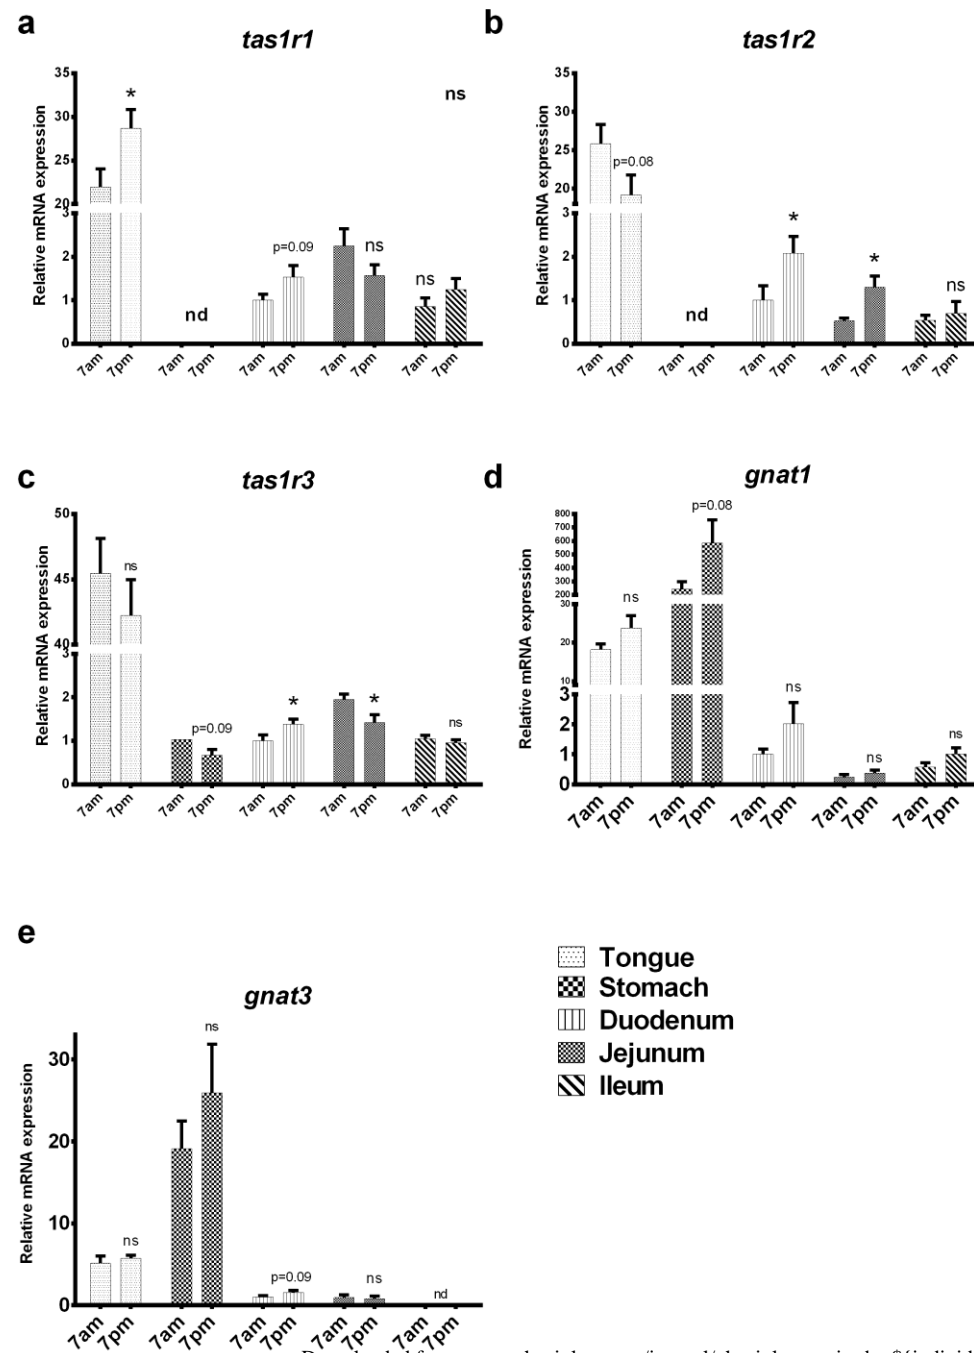 a
tas1r1
Relative mRNA expression
35
30
25
20
3
2
1
0
*
nd
p=0.09
ns
ns
ns
7am 7pm 7am 7pm 7am 7pm 7am 7pm 7am 7pm
b
tas1r2
Relative mRNA expression
35
30
25
20
3
2
1
0
p=0.08
nd
*
*
ns
7am 7pm 7am 7pm 7am 7pm 7am 7pm 7am 7pm
c
tas1r3
Relative mRNA expression
50
45
40
3
2
1
0
ns
p=0.09
*
*
ns
7am 7pm 7am 7pm 7am 7pm 7am 7pm 7am 7pm
d
gnat1
Relative mRNA expression
800
700
600
500
400
300
200
30
20
10
3
2
1
0
ns
p=0.08
ns
ns
ns
7am 7pm 7am 7pm 7am 7pm 7am 7pm 7am 7pm
e
gnat3
Relative mRNA expression
30
20
10
0
ns
ns
p=0.09
ns
nd
7am 7pm 7am 7pm 7am 7pm 7am 7pm 7am 7pm
Tongue
Stomach
Duodenum
Jejunum
Ileum